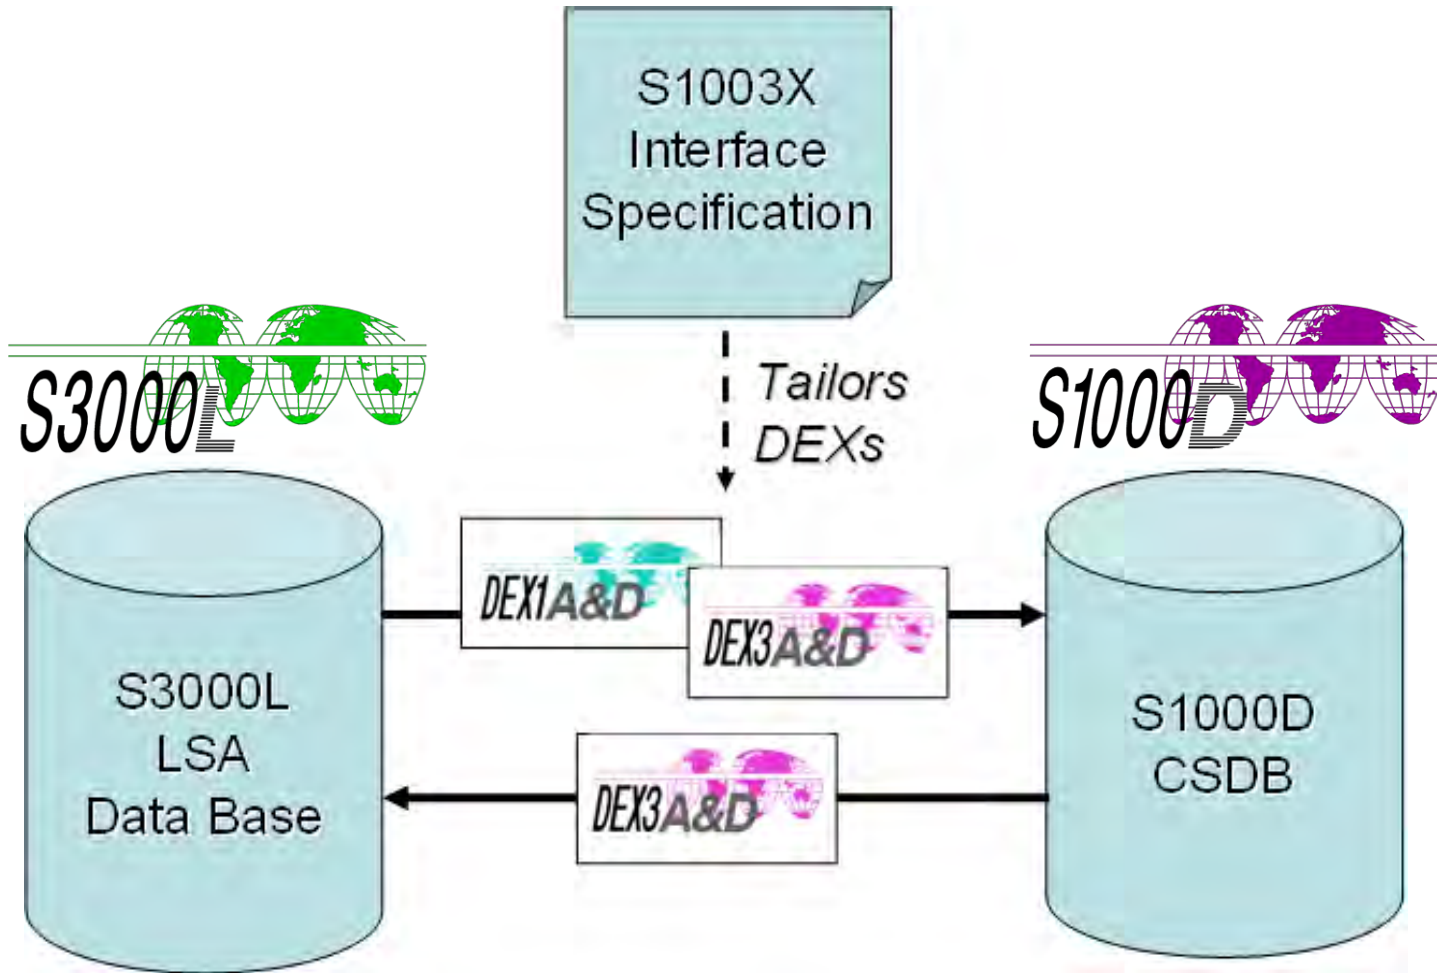 S1003X
Interface
Specification
Tailors
DEXs
S3000L
S1000D
DEX1A&D
DEX3A&D
S3000L
LSA
Data Base
S1000D
CSDB
DEX3A&D